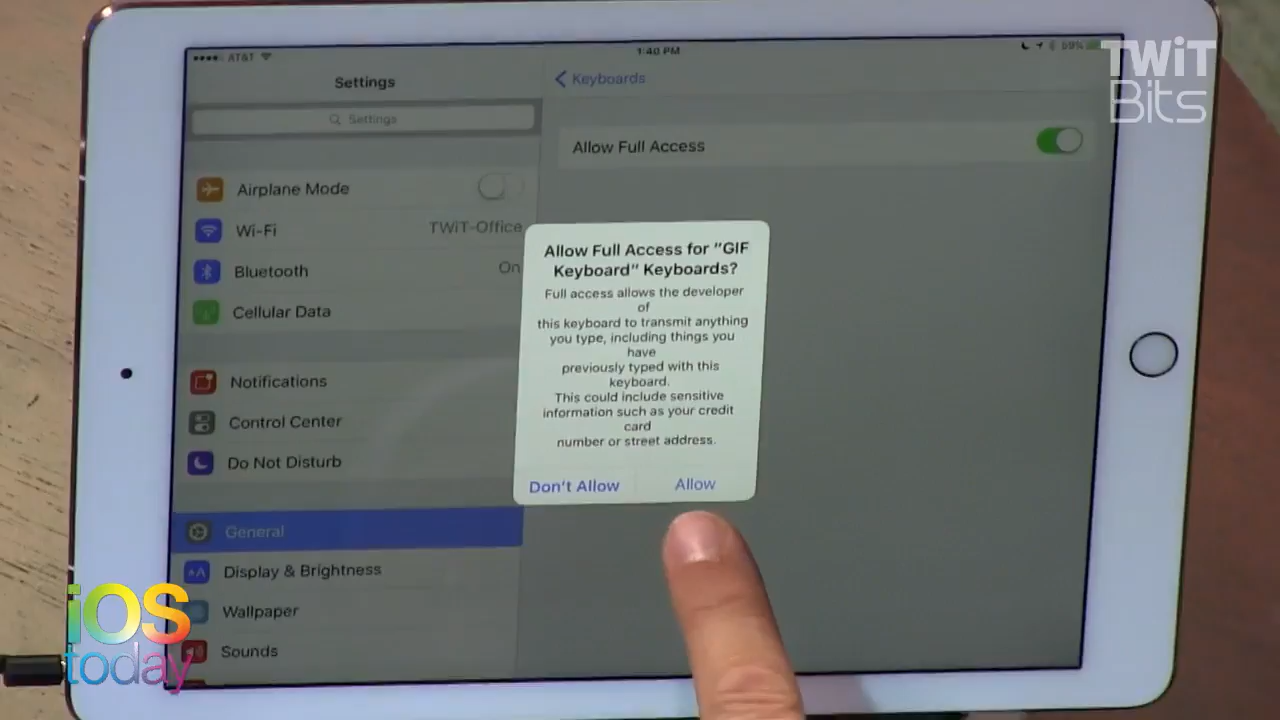 AT&T
1:40 PM
59%
TWiT
Bits
Settings
Keyboards
Settings
Allow Full Access
Airplane Mode
Wi-Fi
TWiT-Office
Bluetooth
On
Cellular Data
Notifications
Control Center
Do Not Disturb
General
Display & Brightness
Wallpaper
Sounds
Allow Full Access for "GIF
Keyboard" Keyboards?
Full access allows the developer
of
this keyboard to transmit anything
you type, including things you
have
previously typed with this
keyboard.
This could include sensitive
information such as your credit
card
number or street address.
Don't Allow
Allow
AA
iOS
today